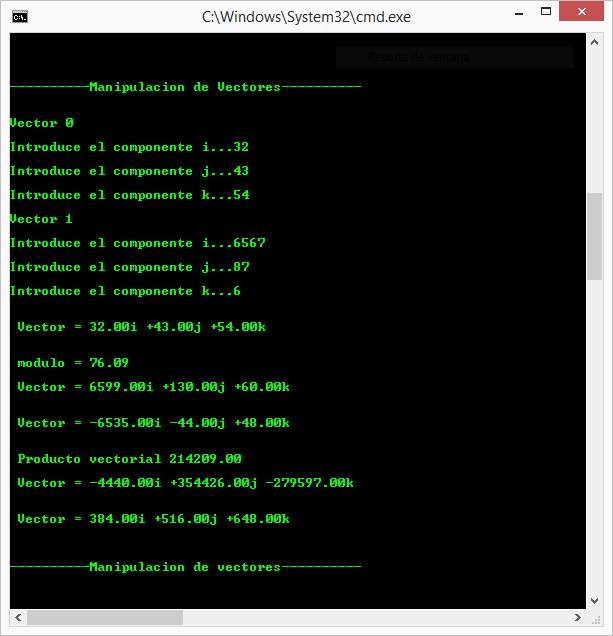 C:\Windows\System32\cmd.exe
Recorte de ventana
----------Manipulacion de Vectores----------
Vector 0
Introduce el componente i...32
Introduce el componente j...43
Introduce el componente k...54
Vector 1
Introduce el componente i...6567
Introduce el componente j...87
Introduce el componente k...6
Vector = 32.00i +43.00j +54.00k
modulo = 76.09
Vector = 6599.00i +130.00j +60.00k
Vector = -6535.00i -44.00j +48.00k
Producto vectorial 214209.00
Vector = -4440.00i +354426.00j -279597.00k
Vector = 384.00i +516.00j +648.00k
----------Manipulacion de vectores----------